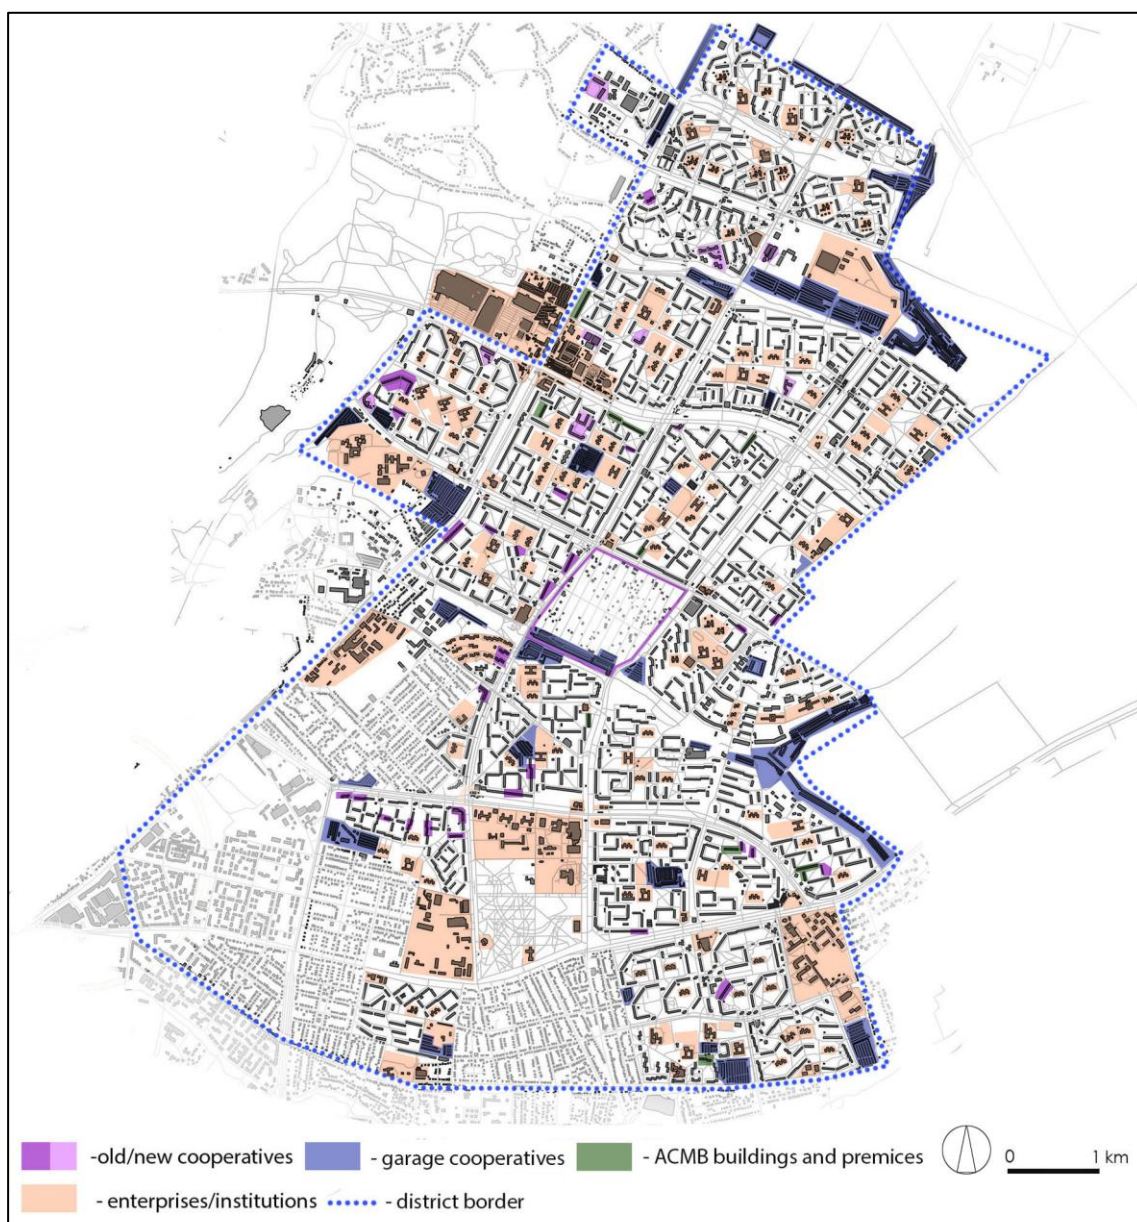 -old/new cooperatives - garage cooperatives - ACMB buildings and premices 0 1 km
- enterprises/institutions - district border